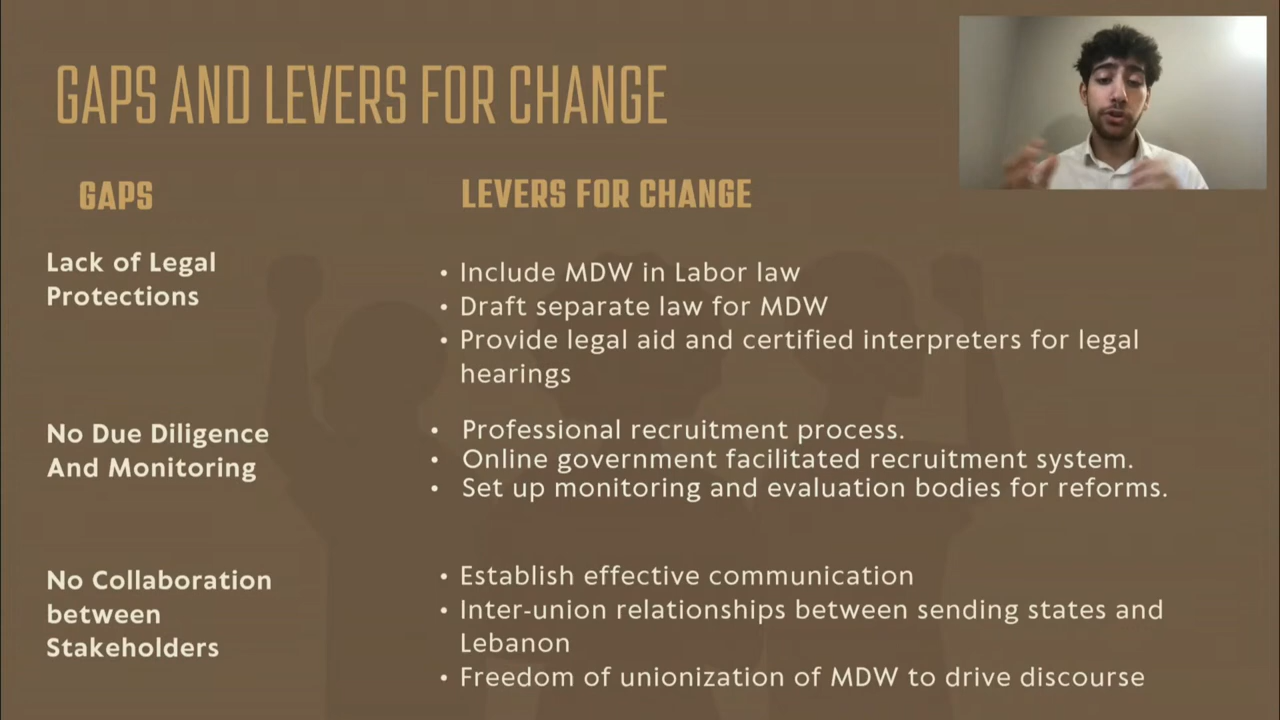 GAPS AND LEVERS FOR CHANGE
GAPS
LEVERS FOR CHANGE
Lack of Legal
Protections
• Include MDW in Labor law
• Draft separate law for MDW
• Provide legal aid and certified interpreters for legal
hearings
No Due Diligence
And Monitoring
• Professional recruitment process.
• Online government facilitated recruitment system.
• Set up monitoring and evaluation bodies for reforms.
No Collaboration
between
Stakeholders
• Establish effective communication
• Inter-union relationships between sending states and
Lebanon
• Freedom of unionization of MDW to drive discourse